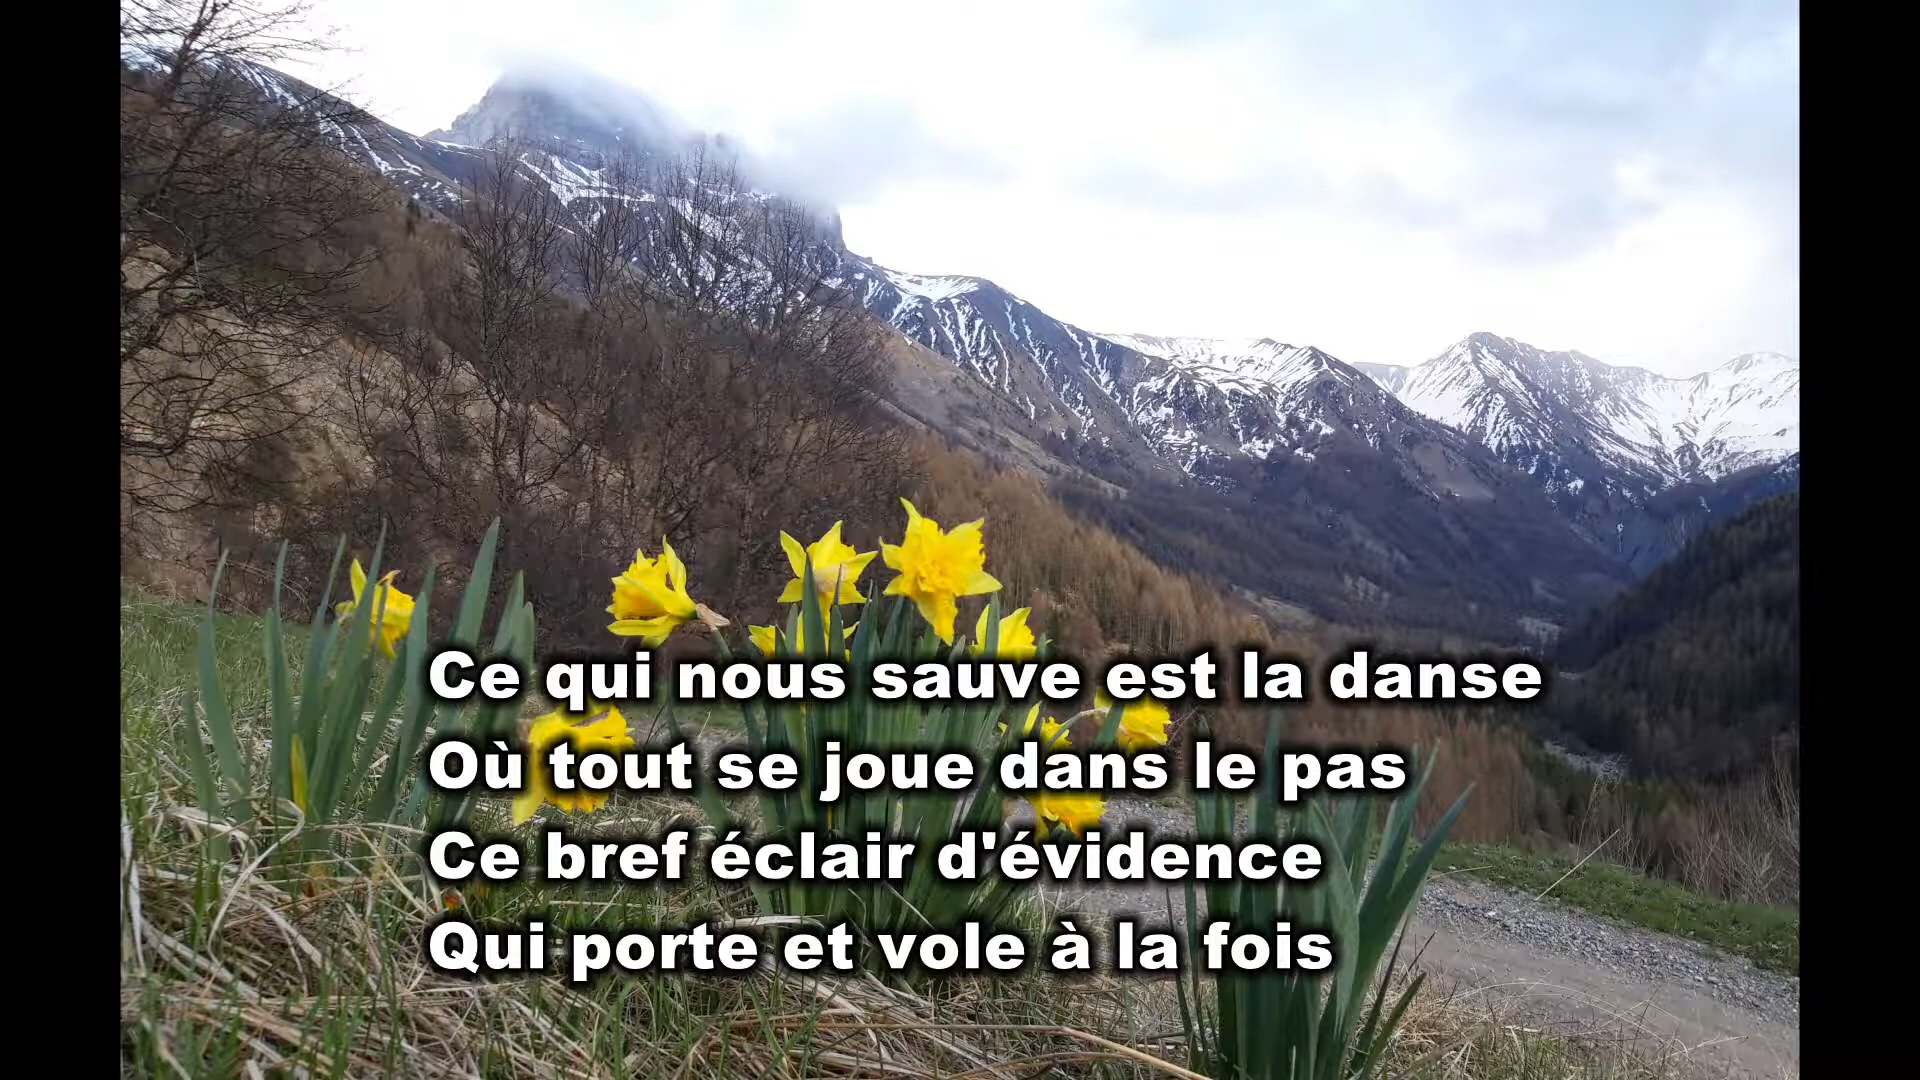 Ce qui nous sauve est la danse
Où tout se joue dans le pas
Ce bref éclair d'évidence
Qui porte et vole à la fois